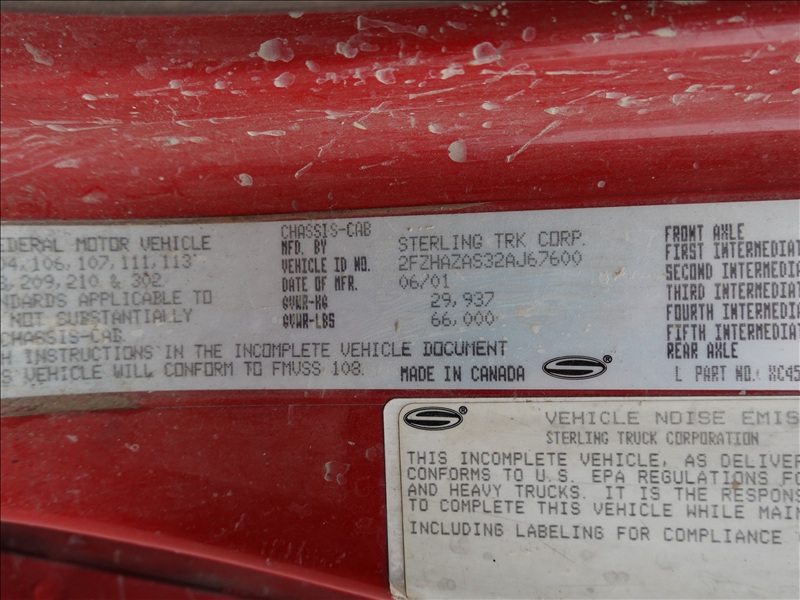 EDERAL MOTOR VEHICLE
04, 106, 107, 111, 113
209, 210 & 302
NDARDS APPLICABLE TO
NOT SUBSTANTIALLY
CHASSIS-CAB
H INSTRUCTIONS IN THE INCOMPLETE VEHICLE DOCUMENT
S VEHICLE WILL CONFORM TO FMVSS 108.
CHASSIS-CAB
MFD. BY STERLING TRK CORP.
VEHICLE ID NO. 2FZHAZAS32AJ67600
DATE OF MFR. 06/01
GVWR-KG 29,937
GVWR-LBS 66,000
MADE IN CANADA
S®
FRONT AXLE
FIRST INTERMEDIAT
SECOND INTERMEDIA
THIRD INTERMEDIAT
FOURTH INTERMEDIA
FIFTH INTERMEDIAT
REAR AXLE
L PART NO. XC45
S®
VEHICLE NOISE EMIS
STERLING TRUCK CORPORATION
THIS INCOMPLETE VEHICLE, AS DELIVER
CONFORMS TO U.S. EPA REGULATIONS FO
AND HEAVY TRUCKS. IT IS THE RESPONS
TO COMPLETE THIS VEHICLE WHILE MAIN
INCLUDING LABELING FOR COMPLIANCE